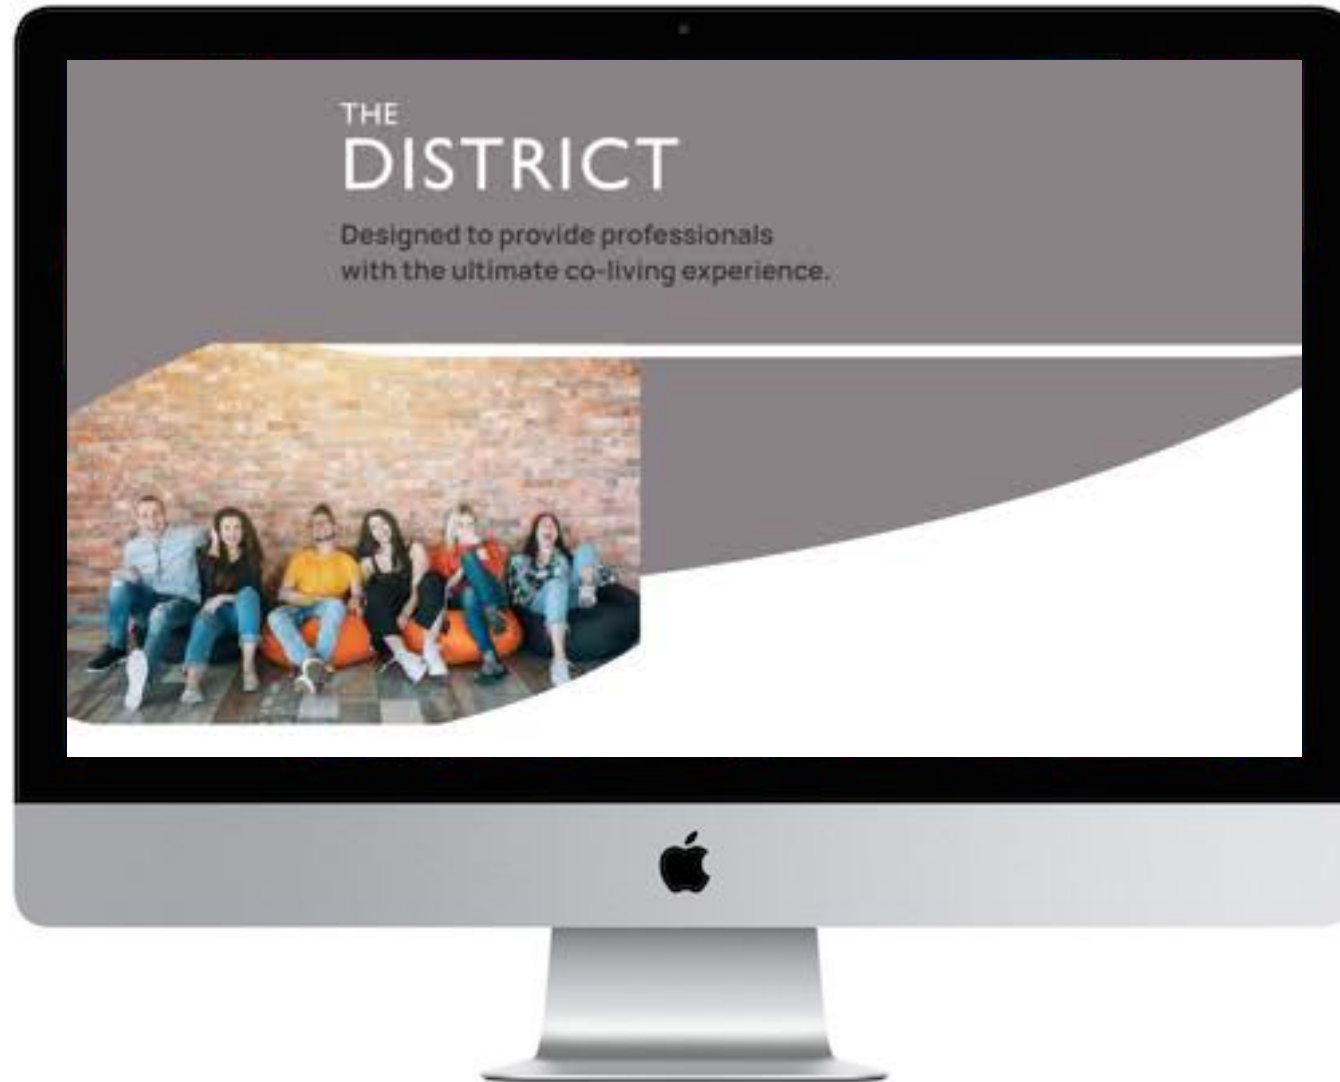 THE
DISTRICT
Designed to provide professionals
with the ultimate co-living experience.